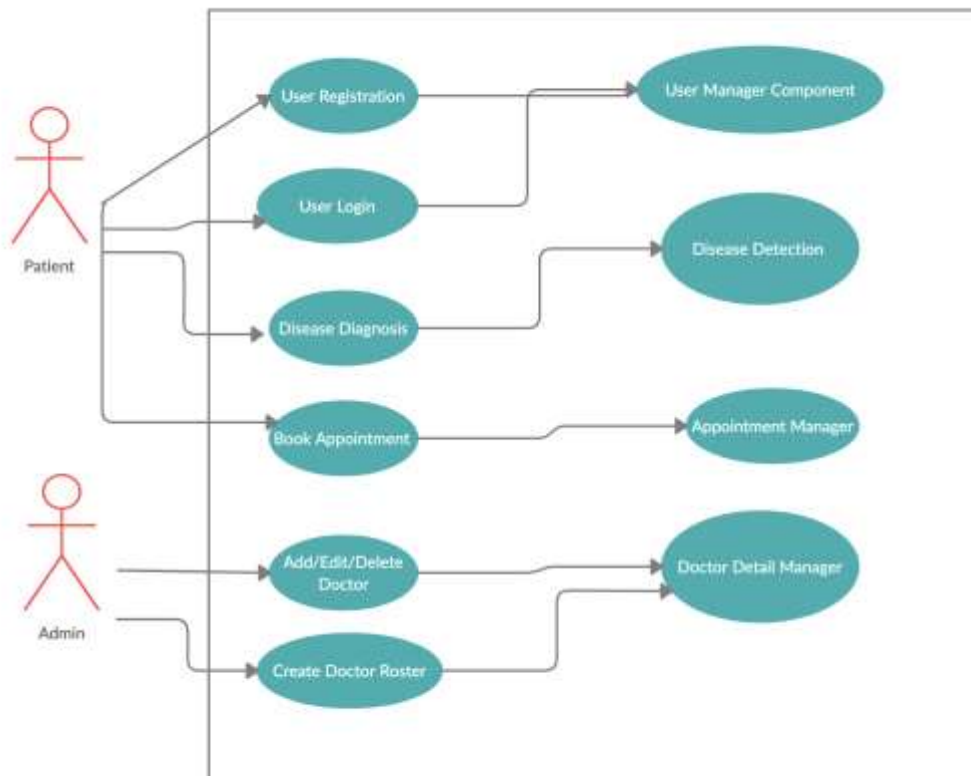 User Registration
User Manager Component
User Login
Patient
Disease Detection
Disease Diagnosis
Book Appointment
Appointment Manager
Add/Edit/Delete
Doctor
Doctor Detail Manager
Admin
Create Doctor Roster